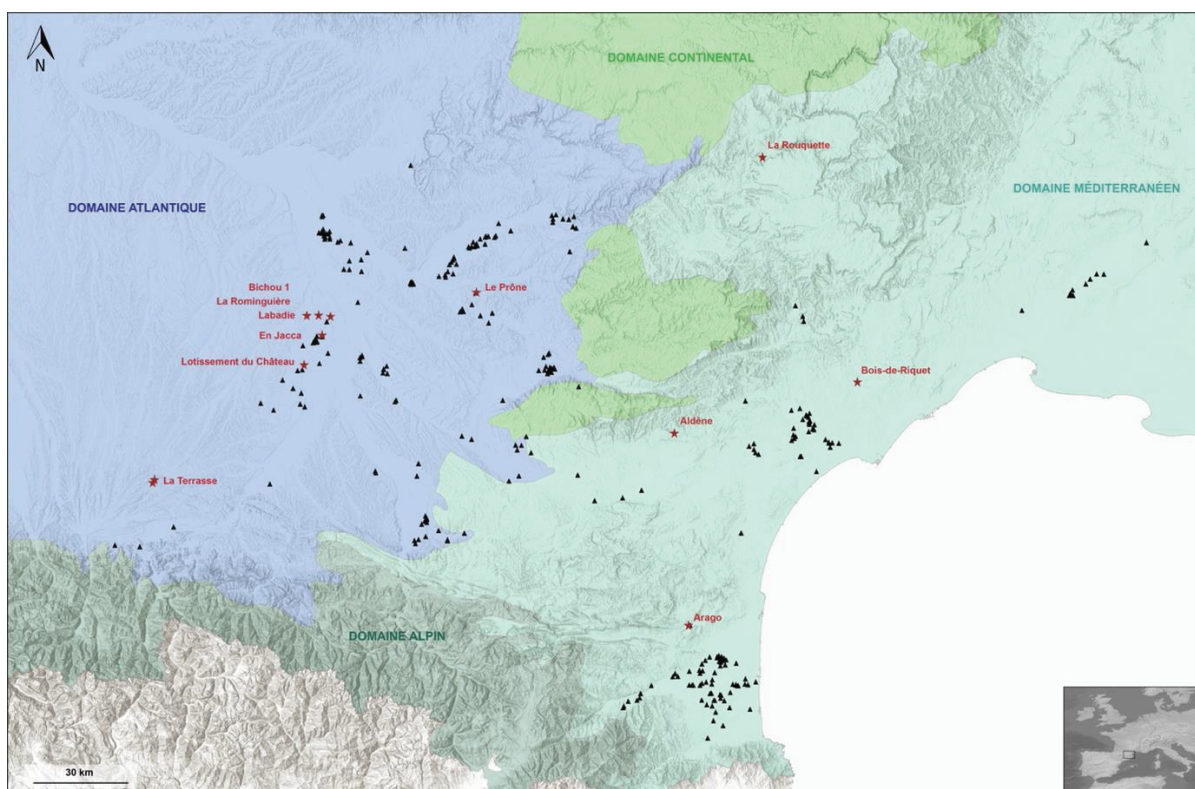 N
DOMAINE CONTINENTAL
La Rouquette
DOMAINE MÉDITERRANÉEN
DOMAINE ATLANTIQUE
Bichou 1
La Rominguière
Labadie
Le Prône
En Jacca
Lotissement du Château
Bois-de-Riquet
Aldène
La Terrasse
Arago
DOMAINE ALPIN
30 km